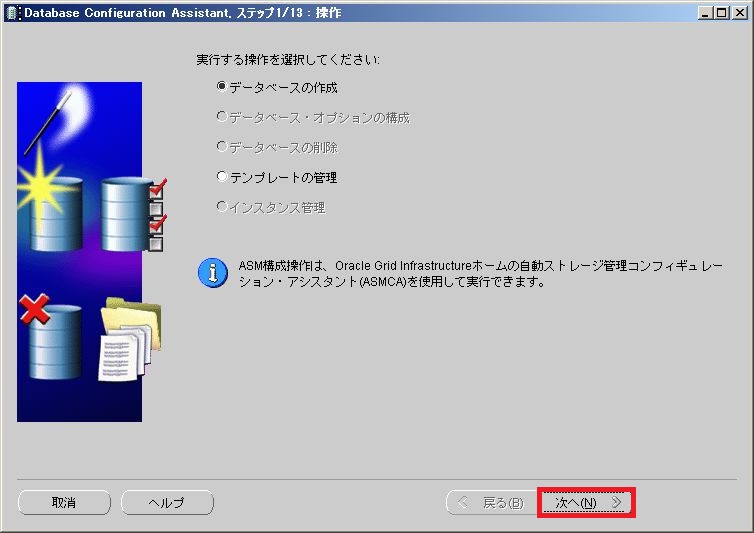 Database Configuration Assistant, ステップ1/13 : 操作
実行する操作を選択してください:
データベースの作成
データベース・オプションの構成
データベースの削除
テンプレートの管理
インスタンス管理
ASM構成操作は、Oracle Grid Infrastructureホームの自動ストレージ管理コンフィギュレー
ション・アシスタント(ASMCA)を使用して実行できます。
取消
ヘルプ
戻る(B)
次へ(N)